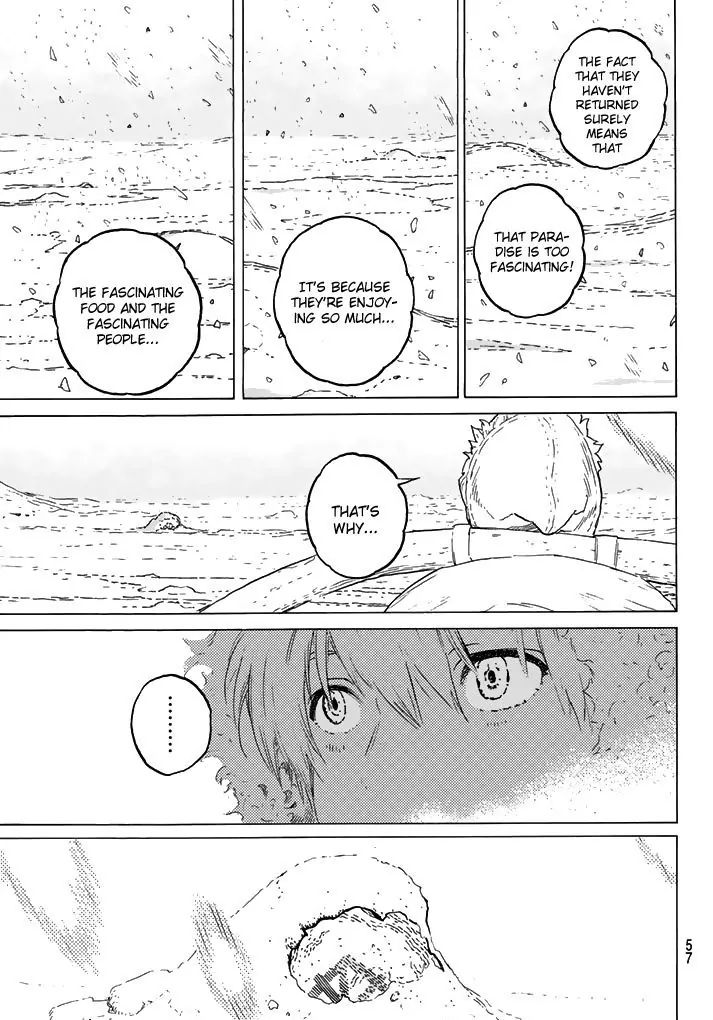 THE FACT
THAT THEY
HAVEN'T
RETURNED
SURELY
MEANS
THAT
THAT PARA-
DISE IS TOO
FASCINATING!
IT'S BECAUSE
THEY'RE ENJOY-
ING SO MUCH...
THE FASCINATING
FOOD AND THE
FASCINATING
PEOPLE...
THAT'S
WHY...
.........
57